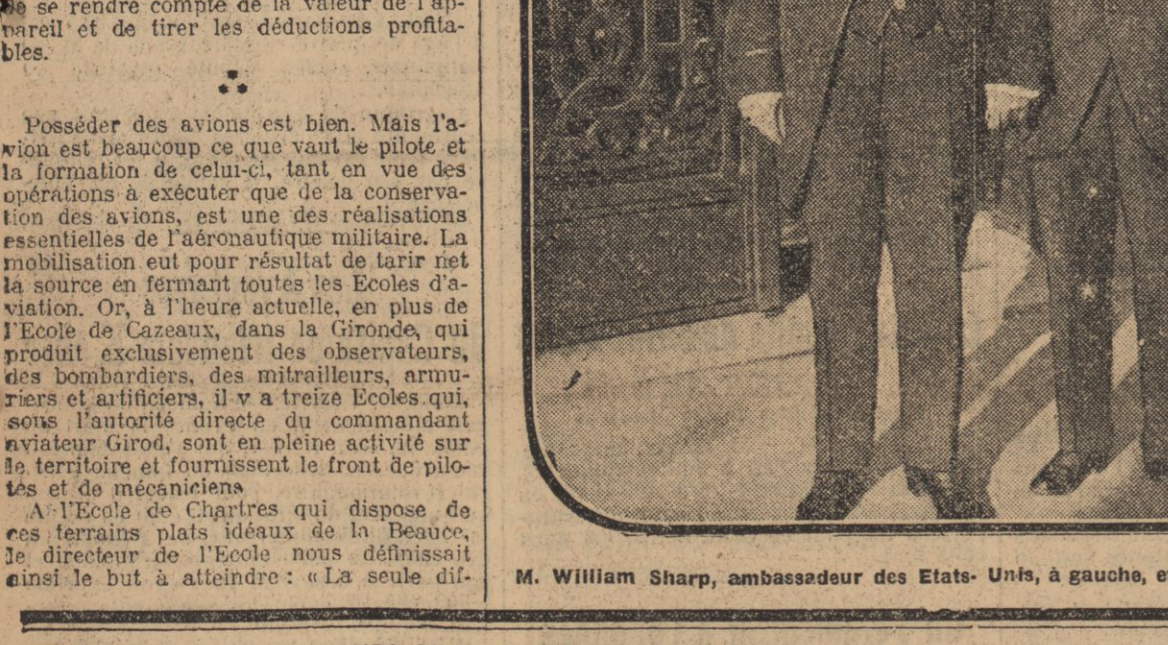 de se rendre compte de la valeur de l'ap-
pareil et de tirer les déductions profita-
bles.
Posséder des avions est bien. Mais l'a-
vion est beaucoup ce que vaut le pilote et
la formation de celui-ci, tant en vue des
opérations à exécuter que de la conserva-
tion des avions, est une des réalisations
essentielles de l'aéronautique militaire. La
mobilisation eut pour résultat de tarir net
la source en fermant toutes les Ecoles d'a-
viation. Or, à l'heure actuelle, en plus de
l'Ecole de Cazeaux, dans la Gironde, qui
produit exclusivement des observateurs,
des bombardiers, des mitrailleurs, armu-
riers et artificiers, il y a treize Ecoles qui,
sous l'autorité directe du commandant
aviateur Girod, sont en pleine activité sur
le territoire et fournissent le front de pilo-
tes et de mécaniciens
A l'Ecole de Chartres qui dispose de
ces terrains plats idéaux de la Beauce,
le directeur de l'Ecole nous définissait
ainsi le but à atteindre : « La seule dif-
M. William Sharp, ambassadeur des Etats- Unis, à gauche, e